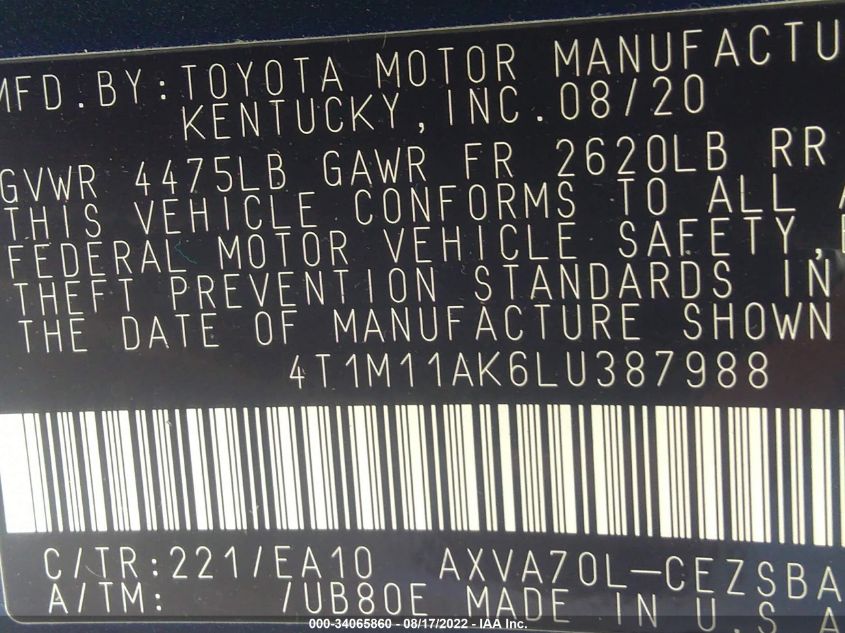 MFD.BY:TOYOTA MOTOR MANUFACTU
KENTUCKY,INC.08/20
GVWR 4475LB GAWR FR 2620LB RR
THIS VEHICLE CONFORMS TO ALL A
FEDERAL MOTOR VEHICLE SAFETY,
THEFT PREVENTION STANDARDS IN
THE DATE OF MANUFACTURE SHOWN
4T1M11AK6LU387988
C/TR:221/EA10 AXVA70L-CEZSBA
A/TM: /UB80E MADE IN U.S.A
000-34065860 - 08/17/2022 - IAA Inc.